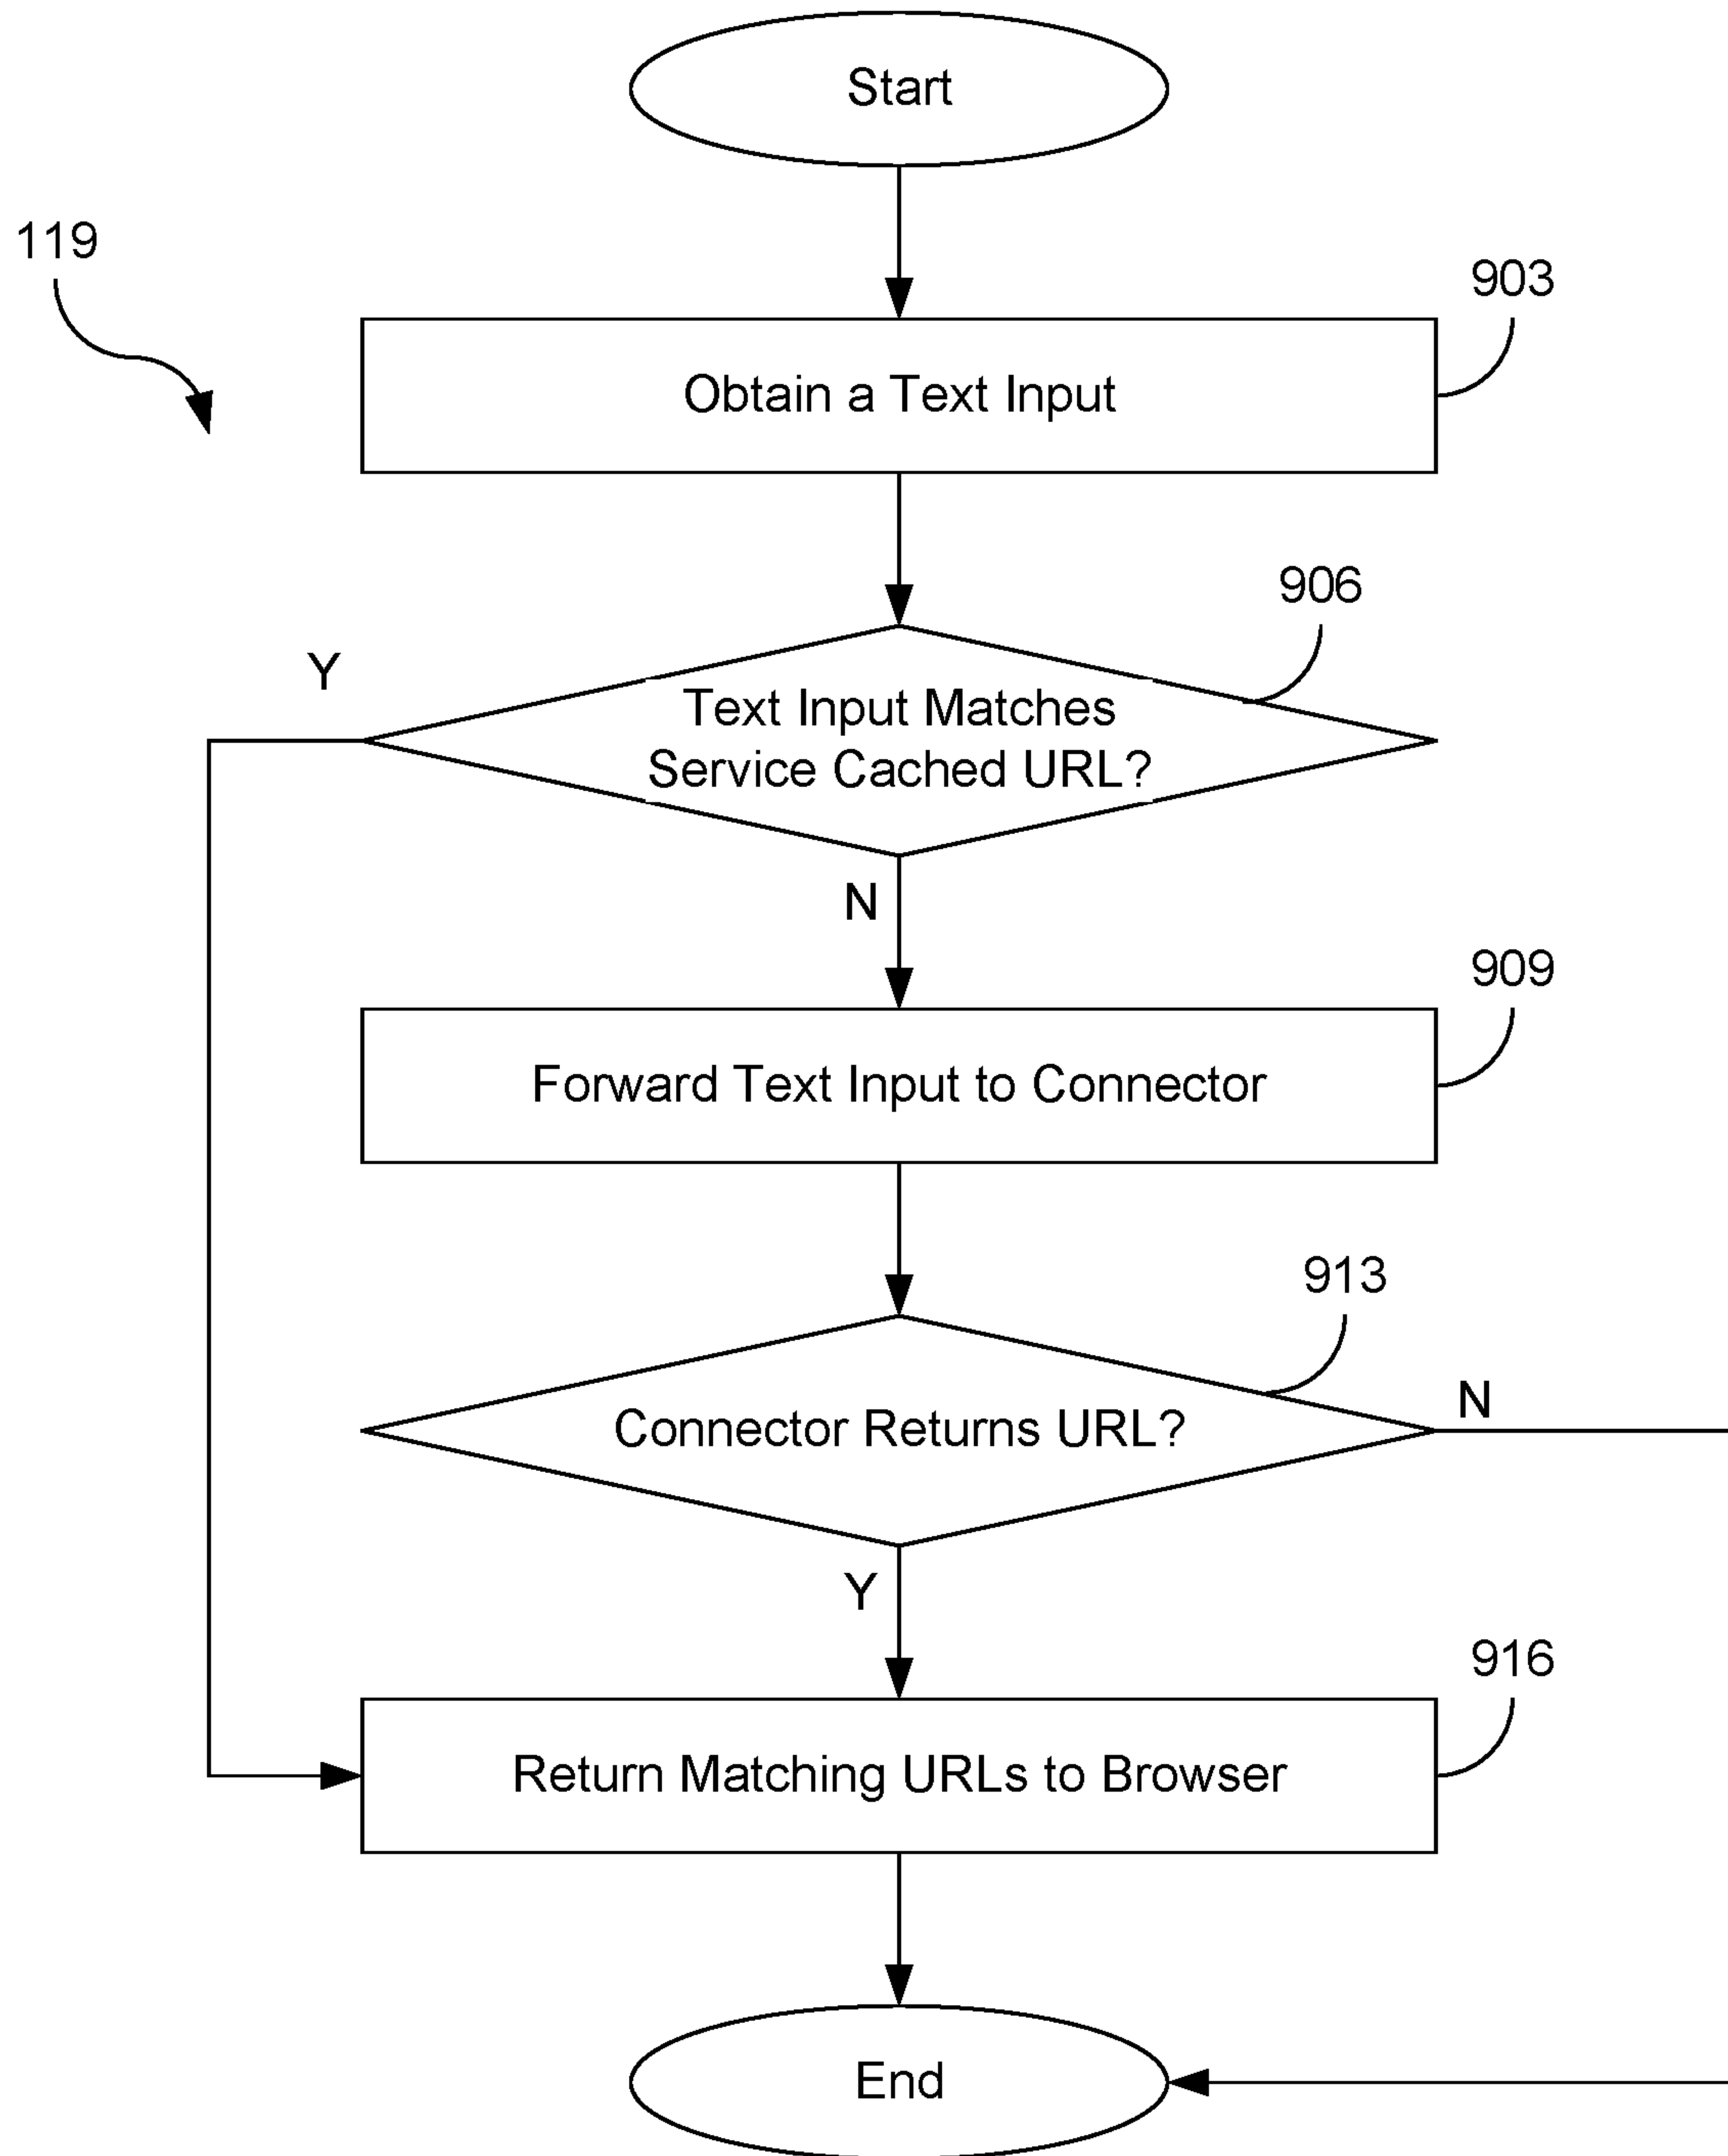 Start
119
903
Obtain a Text Input
906
Y
Text Input Matches
Service Cached URL?
N
909
Forward Text Input to Connector
913
N
Connector Returns URL?
Y
916
Return Matching URLs to Browser
End